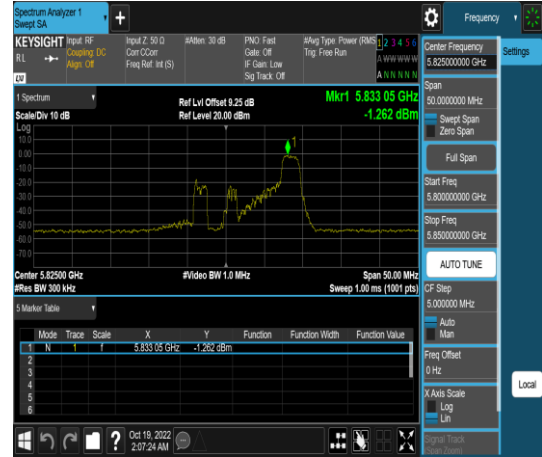 Spectrum Analyzer 1
Swept SA
+
Frequency
KEYSIGHT
Input: RF
Input Z: 50 Ω
#Atten: 30 dB
PNO: Fast
#Avg Type: Power (RMS
1 2 3 4 5 6
RL
Coupling: DC
Corr CCorr
Gate: Off
Trig: Free Run
A W W W W W
Align: Off
Freq Ref: Int (S)
IF Gain: Low
Sig Track: Off
A N N N N N
LXI
1 Spectrum
Scale/Div 10 dB
Ref Lvl Offset 9.25 dB
Ref Level 20.00 dBm
Mkr1 5.833 05 GHz
-1.262 dBm
Log
10.0
0.00
-10.0
-20.0
-30.0
-40.0
-50.0
-60.0
-70.0
1
Center 5.82500 GHz
#Video BW 1.0 MHz
Span 50.00 MHz
#Res BW 300 kHz
Sweep 1.00 ms (1001 pts)
5 Marker Table
Mode Trace Scale X Y Function Function Width Function Value
1 N 1 f 5.833 05 GHz -1.262 dBm
2
3
4
5
6
?
Oct 19, 2022
2:07:24 AM
Center Frequency
5.825000000 GHz
Settings
Span
50.0000000 MHz
Swept Span
Zero Span
Full Span
Start Freq
5.800000000 GHz
Stop Freq
5.850000000 GHz
AUTO TUNE
CF Step
5.000000 MHz
Auto
Man
Freq Offset
0 Hz
Local
X Axis Scale
Log
Lin
Signal Track
(Span Zoom)